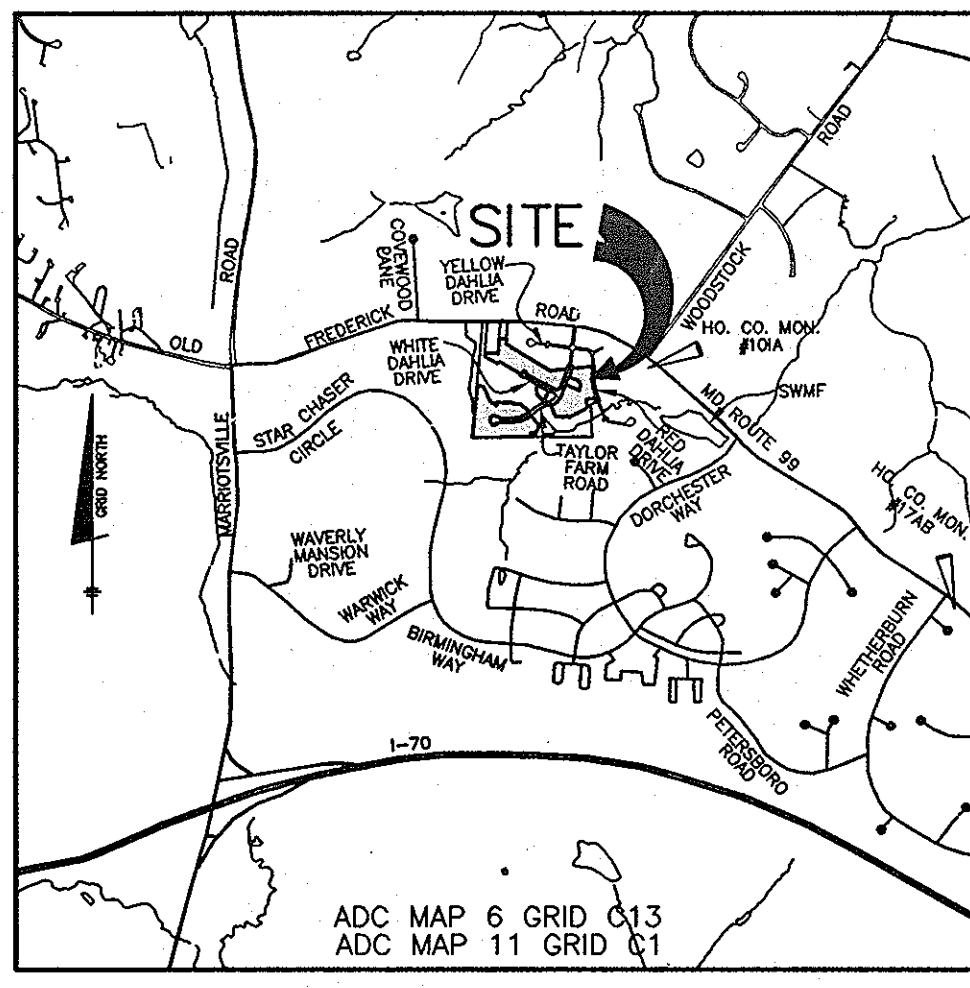 ROAD
SITE
COVEWOOD
LANE
YELLOW
DAHLIA
DRIVE
ROAD
WOODSTOCK
OLD
FREDERICK
ROAD
HO. CO. MON.
#101A
WHITE
DAHLIA
DRIVE
SWMF
STAR CHASER
CIRCLE
MD ROUTE 99
RED
DAHLIA
DRIVE
TAYLOR
FARM
ROAD
DORCHESTER
WAY
HO. CO. MON.
#17AB
GRID NORTH
MARRIOTSVILLE
WAVERLY
MANSION
DRIVE
WARWICK
WAY
BIRMINGHAM
WAY
WHETHERBURN
ROAD
PETERSBORO
ROAD
I-70
ADC MAP 6 GRID C13
ADC MAP 11 GRID C1